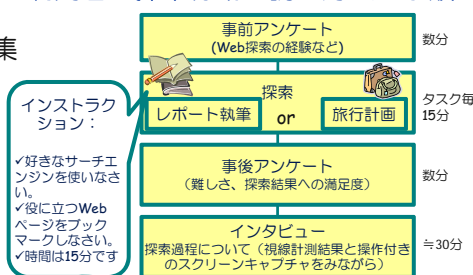 集
事前アンケート
(Web探索の経験など)
数分
探索
レポート執筆
or
旅行計画
タスク毎
15分
インストラク
ション：
✓好きなサーチエ
ンジンを使いなさ
い。
✓役に立つWeb
ページをブック
マークしなさい。
✓時間は15分です
事後アンケート
（難しさ、探索結果への満足度）
数分
インタビュー
探索過程について（視線計測結果と操作付き
のスクリーンキャプチャをみながら）
≒30分